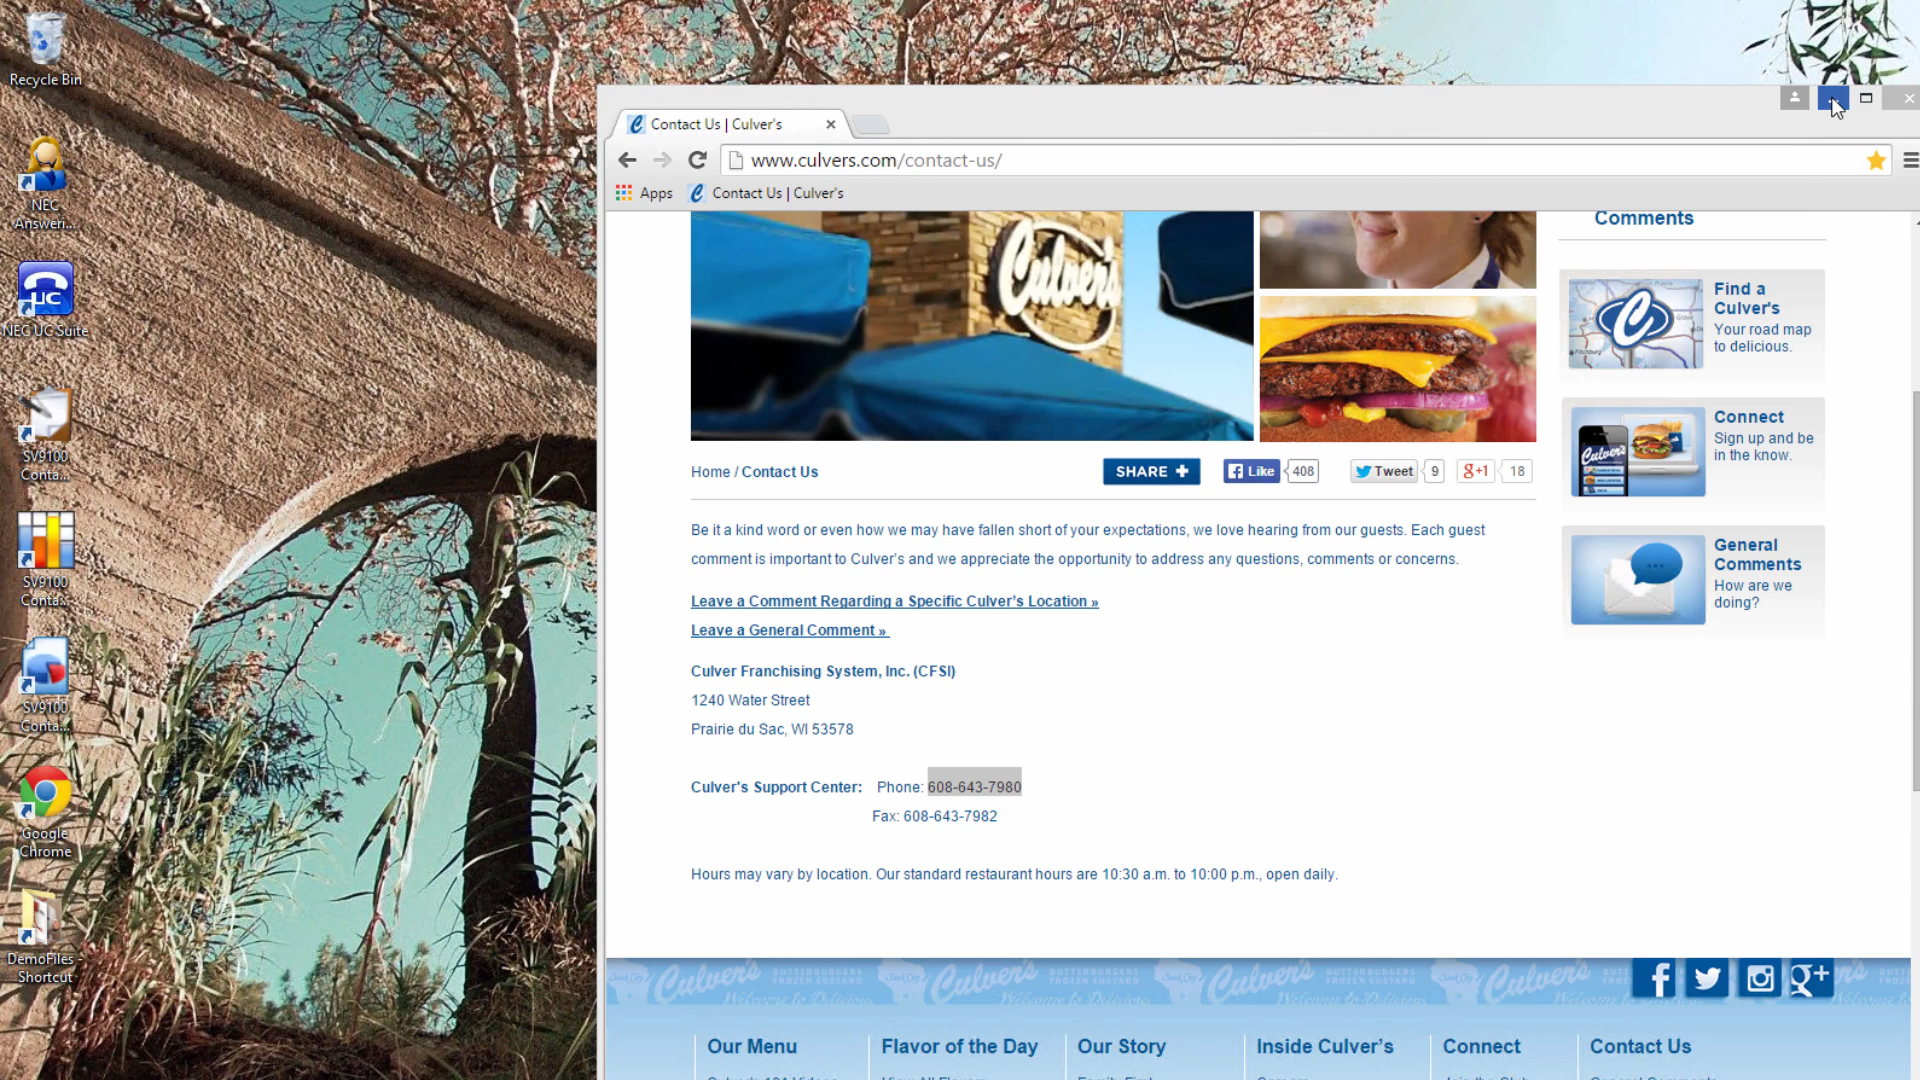 Recycle Bin
NEC
Answeri...
NEC UC Suite
SV9100
Conta...
SV9100
Conta...
SV9100
Conta...
Google
Chrome
DemoFiles -
Shortcut
Contact Us | Culver's
www.culvers.com/contact-us/
Apps
Contact Us | Culver's
Culver's
Comments
Find a
Culver's
Your road map
to delicious.
Connect
Sign up and be
in the know.
General
Comments
How are we
doing?
Home / Contact Us
SHARE +
Like 408
Tweet 9
g+1 18
Be it a kind word or even how we may have fallen short of your expectations, we love hearing from our guests. Each guest
comment is important to Culver's and we appreciate the opportunity to address any questions, comments or concerns.
Leave a Comment Regarding a Specific Culver's Location »
Leave a General Comment »
Culver Franchising System, Inc. (CFSI)
1240 Water Street
Prairie du Sac, WI 53578
Culver's Support Center: Phone: 608-643-7980
Fax: 608-643-7982
Hours may vary by location. Our standard restaurant hours are 10:30 a.m. to 10:00 p.m., open daily.
Culver's BUTTERBURGERS FROZEN CUSTARD
Welcome to Delicious
Our Menu
Flavor of the Day
Our Story
Inside Culver's
Connect
Contact Us